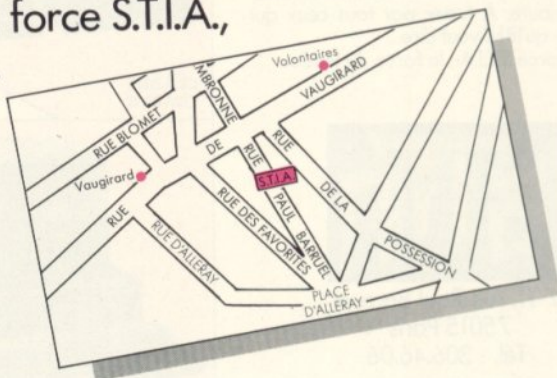 force S.T.I.A.,
Volontaires
MBRONNE
VAUGIRARD
RUE BLOMET
DE
RUE
RUE
Vaugirard
S.T.I.A.
DE LA
PAUL BARRUEL
RUE
RUE DES FAVORITES
RUE D'ALLERAY
POSSESSION
PLACE
D'ALLERAY